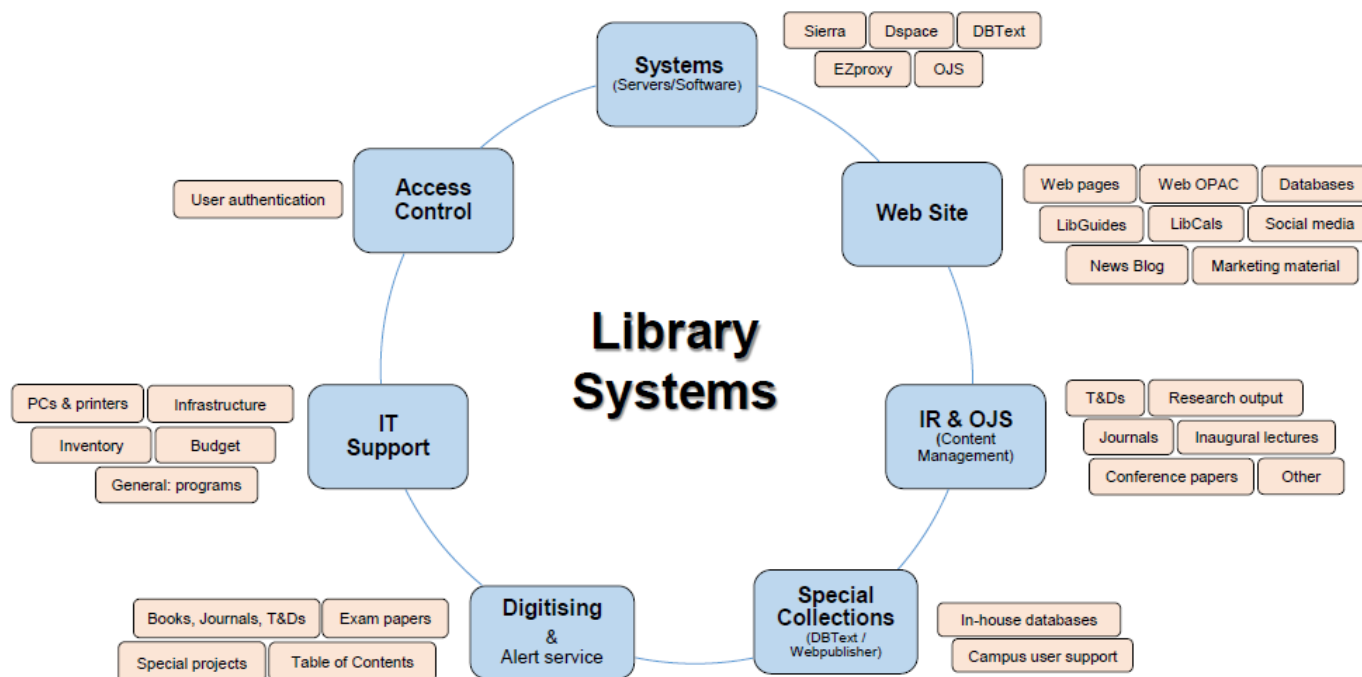 Systems
(Servers/Software)
Sierra
Dspace
DBText
EZproxy
OJS
Web Site
Web pages
Web OPAC
Databases
LibGuides
LibCals
Social media
News Blog
Marketing material
IR & OJS
(Content
Management)
T&Ds
Research output
Journals
Inaugural lectures
Conference papers
Other
Special
Collections
(DBText /
Webpublisher)
In-house databases
Campus user support
Digitising
&
Alert service
Books, Journals, T&Ds
Exam papers
Special projects
Table of Contents
IT
Support
PCs & printers
Infrastructure
Inventory
Budget
General: programs
Access
Control
User authentication
Library
Systems